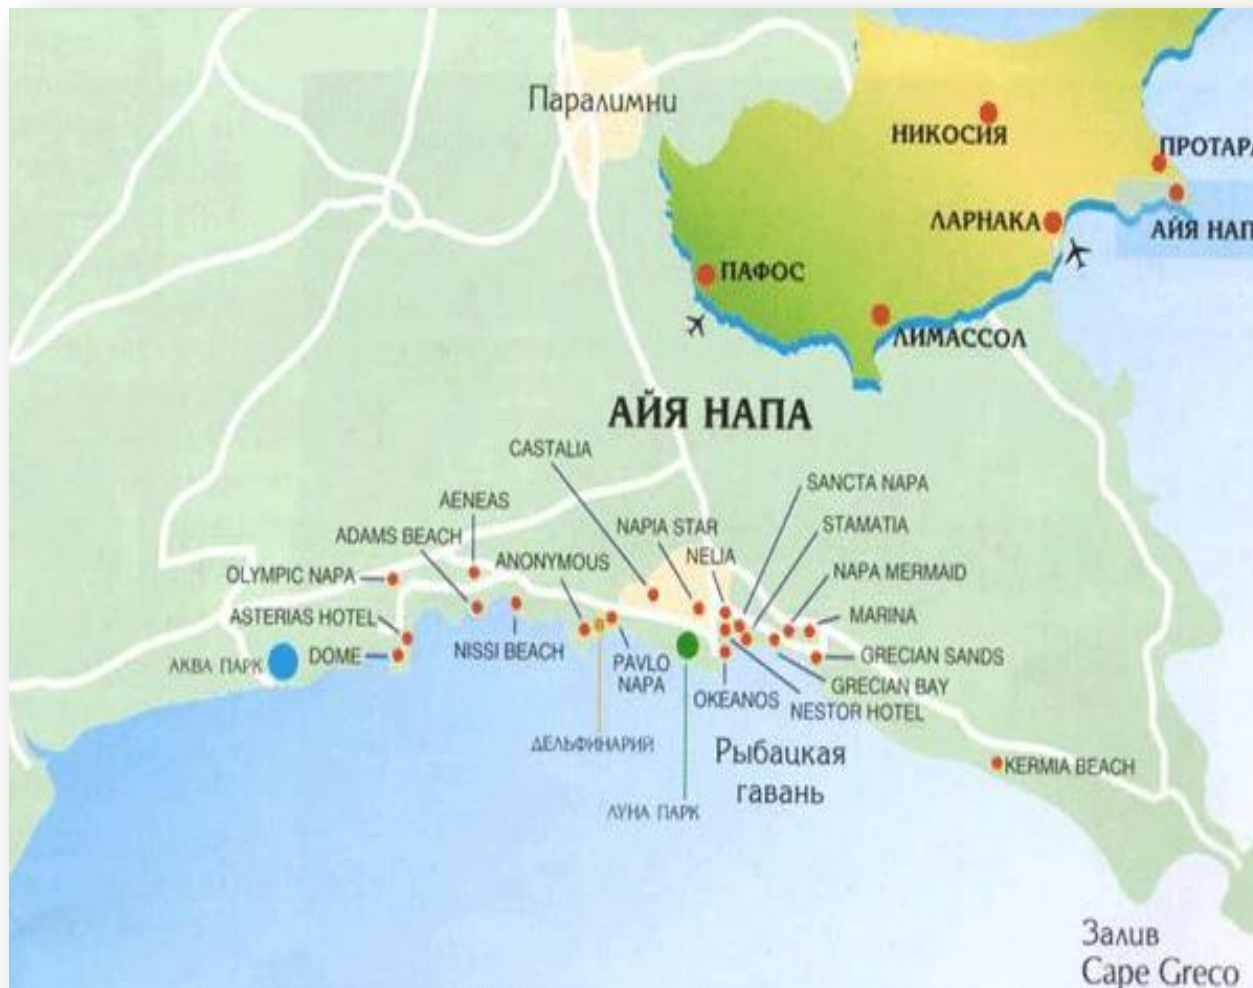 Паралимни
НИКОСИЯ
ПРОТАРА
ЛАРНАКА
АЙЯ НАП
ПАФОС
ЛИМАССОЛ
АЙЯ НАПА
CASTALIA
SANCTA NAPA
AENEAS
NAPIA STAR
STAMATIA
ADAMS BEACH
ANONYMOUS
NELIA
OLYMPIC NAPA
NAPA MERMAID
ASTERIAS HOTEL
MARINA
АКВА ПАРК
DOME
NISSI BEACH
PAVLO
NAPA
GRECIAN SANDS
GRECIAN BAY
OKEANOS
NESTOR HOTEL
ДЕЛЬФИНАРИЙ
Рыбацкая
гавань
KERMIA BEACH
ЛУНА ПАРК
Залив
Cape Greco